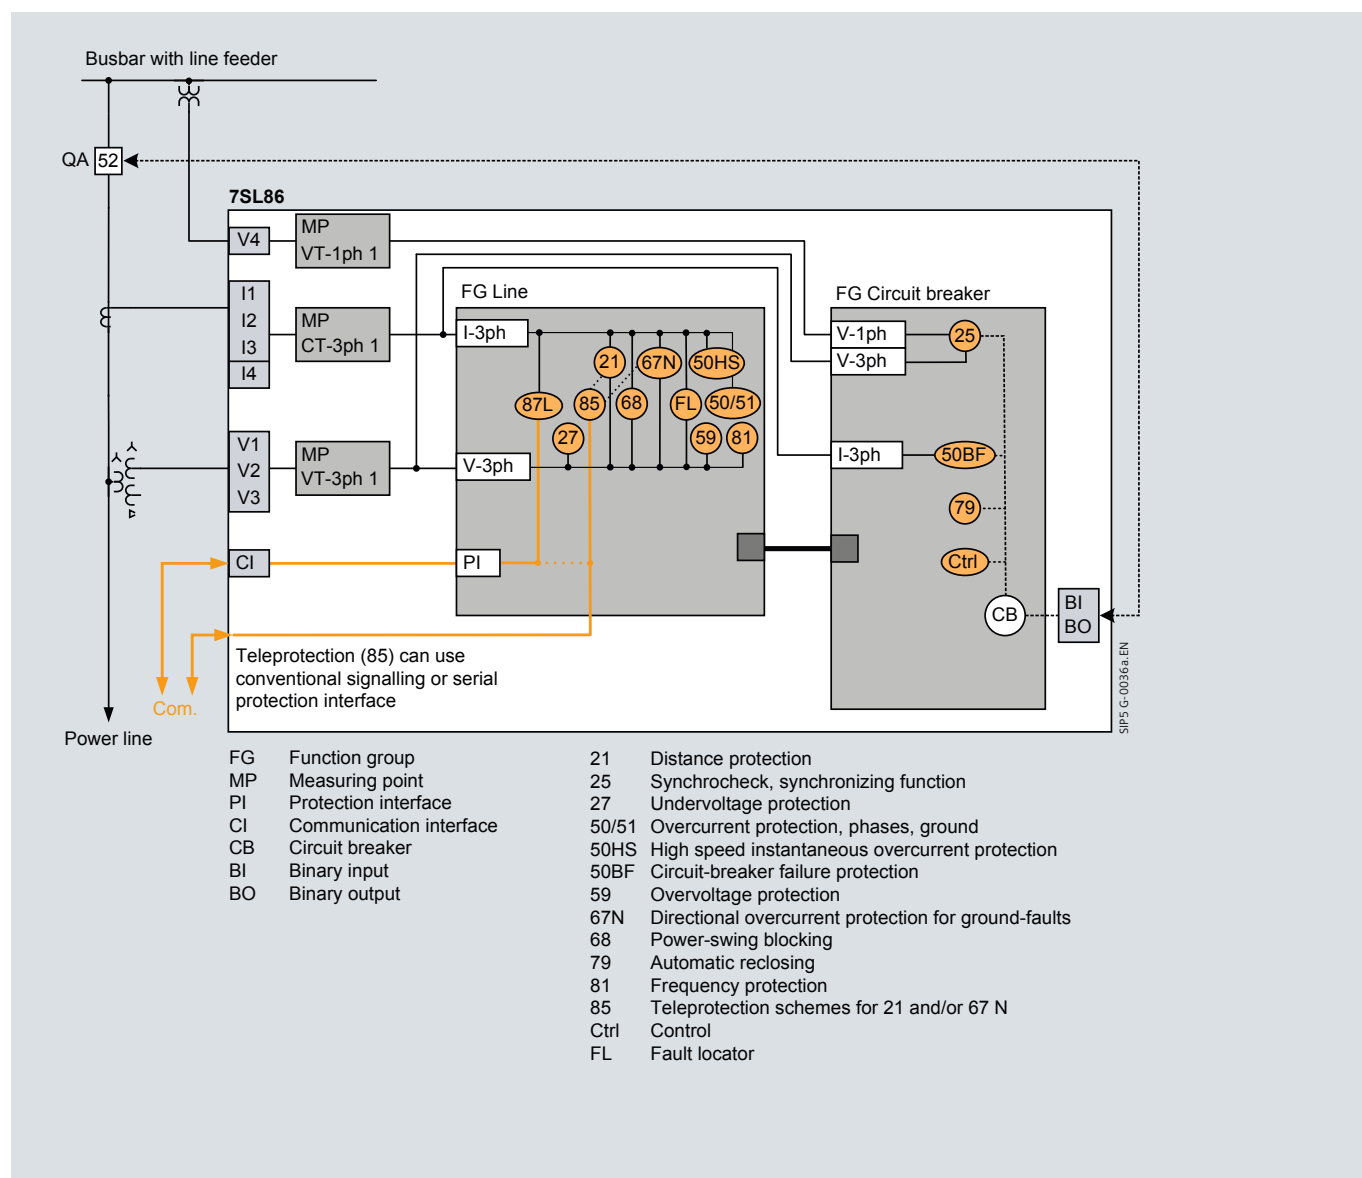 Busbar with line feeder
QA 52
7SL86
V4
MP
VT-1ph 1
I1
I2
I3
I4
MP
CT-3ph 1
V1
V2
V3
MP
VT-3ph 1
CI
FG Line
I-3ph
21
67N
50HS
87L
85
68
FL
50/51
27
59
81
V-3ph
PI
FG Circuit breaker
V-1ph
25
V-3ph
I-3ph
50BF
79
Ctrl
CB
BI
BO
Teleprotection (85) can use
conventional signalling or serial
protection interface
Com.
Power line
SIP5 G-0036a.EN
FG Function group
MP Measuring point
PI Protection interface
CI Communication interface
CB Circuit breaker
BI Binary input
BO Binary output
21 Distance protection
25 Synchrocheck, synchronizing function
27 Undervoltage protection
50/51 Overcurrent protection, phases, ground
50HS High speed instantaneous overcurrent protection
50BF Circuit-breaker failure protection
59 Overvoltage protection
67N Directional overcurrent protection for ground-faults
68 Power-swing blocking
79 Automatic reclosing
81 Frequency protection
85 Teleprotection schemes for 21 and/or 67 N
Ctrl Control
FL Fault locator